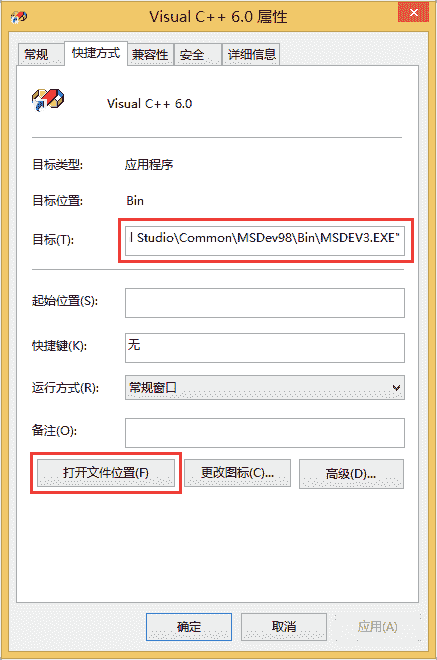 Visual C++ 6.0 属性
常规 快捷方式 兼容性 安全 详细信息
Visual C++ 6.0
目标类型: 应用程序
目标位置: Bin
目标(T): l Studio\Common\MSDev98\Bin\MSDEV3.EXE"
起始位置(S):
快捷键(K): 无
运行方式(R): 常规窗口
备注(O):
打开文件位置(F) 更改图标(C)... 高级(D)...
确定 取消 应用(A)